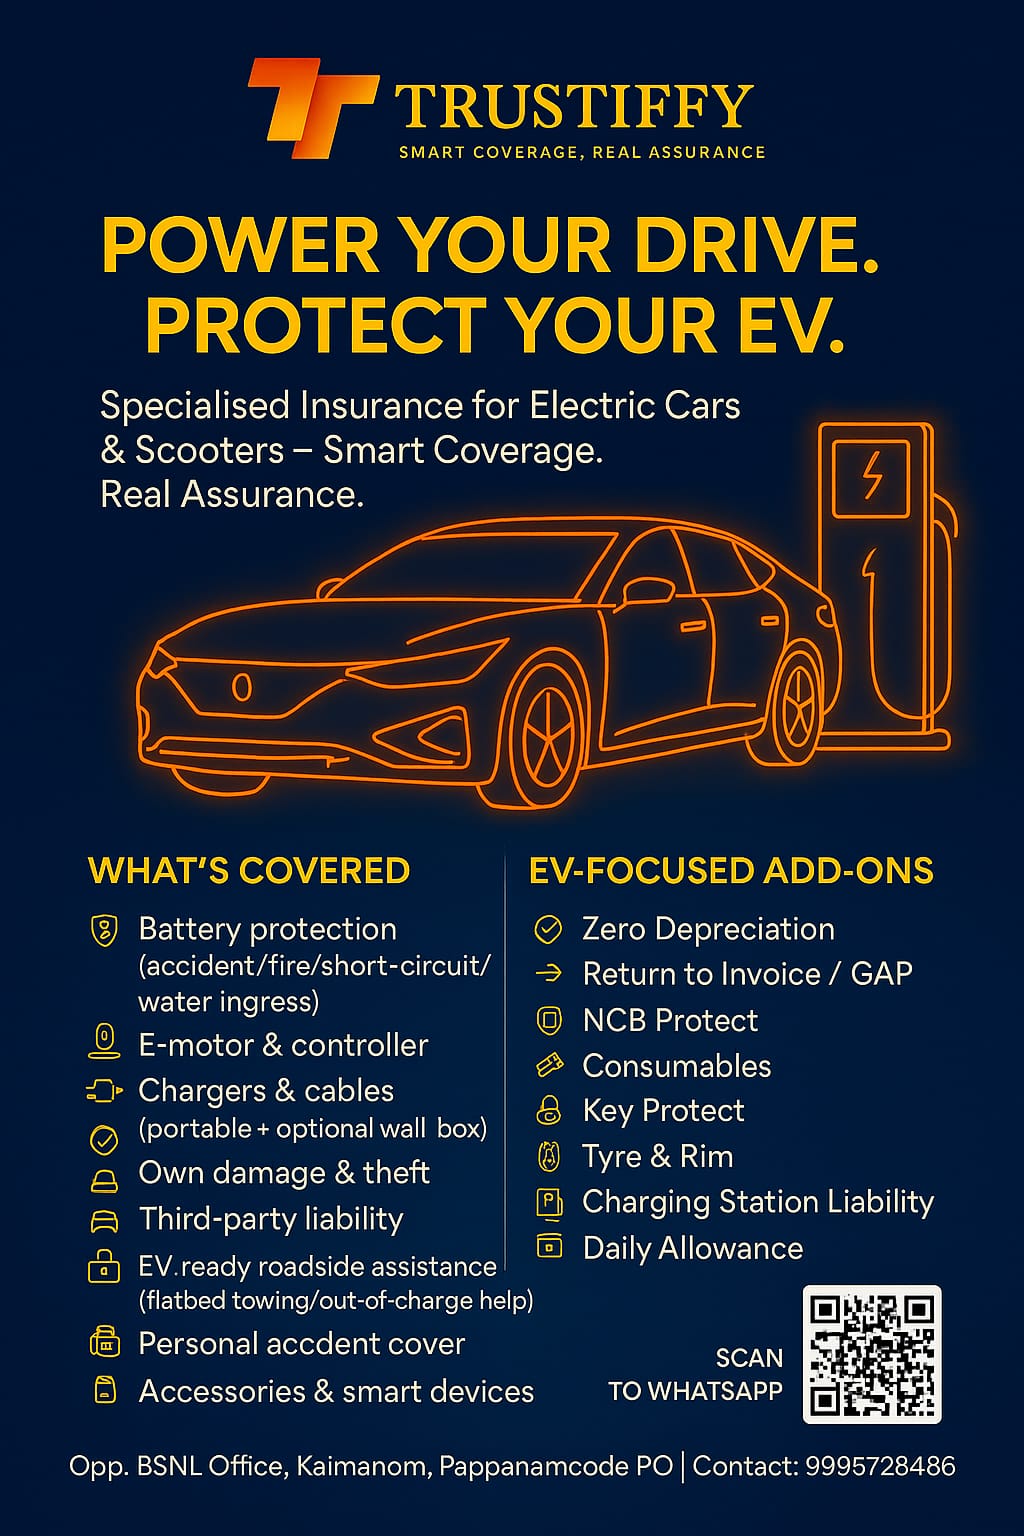 TRUSTIFFY
SMART COVERAGE, REAL ASSURANCE
POWER YOUR DRIVE.
PROTECT YOUR EV.
Specialised Insurance for Electric Cars
& Scooters – Smart Coverage.
Real Assurance.
WHAT'S COVERED
Battery protection
(accident/fire/short-circuit/
water ingress)
E-motor & controller
Chargers & cables
(portable + optional wall box)
Own damage & theft
Third-party liability
EV.ready roadside assistance
(flatbed towing/out-of-charge help)
Personal accdent cover
Accessories & smart devices
EV-FOCUSED ADD-ONS
Zero Depreciation
Return to Invoice / GAP
NCB Protect
Consumables
Key Protect
Tyre & Rim
Charging Station Liability
Daily Allowance
SCAN
TO WHATSAPP
Opp. BSNL Office, Kaimanom, Pappanamcode PO | Contact: 9995728486